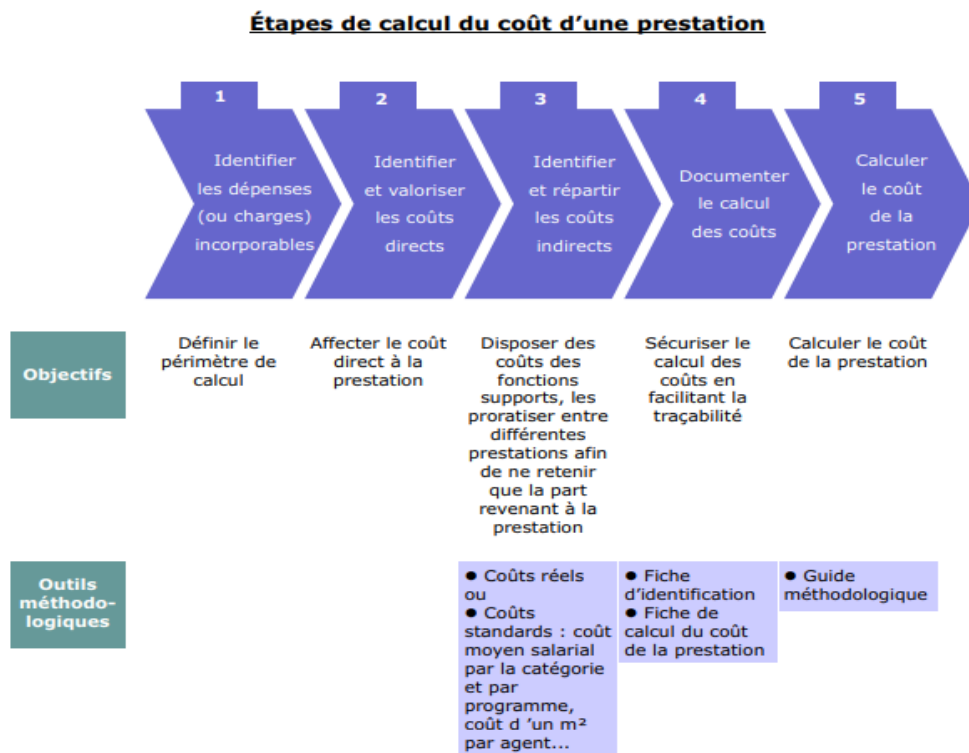 Étapes de calcul du coût d'une prestation
1
Identifier
les dépenses
(ou charges)
incorporables
2
Identifier
et valoriser
les coûts
directs
3
Identifier
et répartir
les coûts
indirects
4
Documenter
le calcul
des coûts
5
Calculer
le coût
de la
prestation
Objectifs
Définir le
périmètre de
calcul
Affecter le coût
direct à la
prestation
Disposer des
coûts des
fonctions
supports, les
proratiser entre
différentes
prestations afin
de ne retenir
que la part
revenant à la
prestation
Sécuriser le
calcul des
coûts en
facilitant la
traçabilité
Calculer le coût
de la prestation
Outils
méthodo-
logiques
● Coûts réels
ou
● Coûts
standards : coût
moyen salarial
par la catégorie
et par
programme,
coût d 'un m²
par agent...
● Fiche
d'identification
● Fiche de
calcul du coût
de la prestation
● Guide
méthodologique